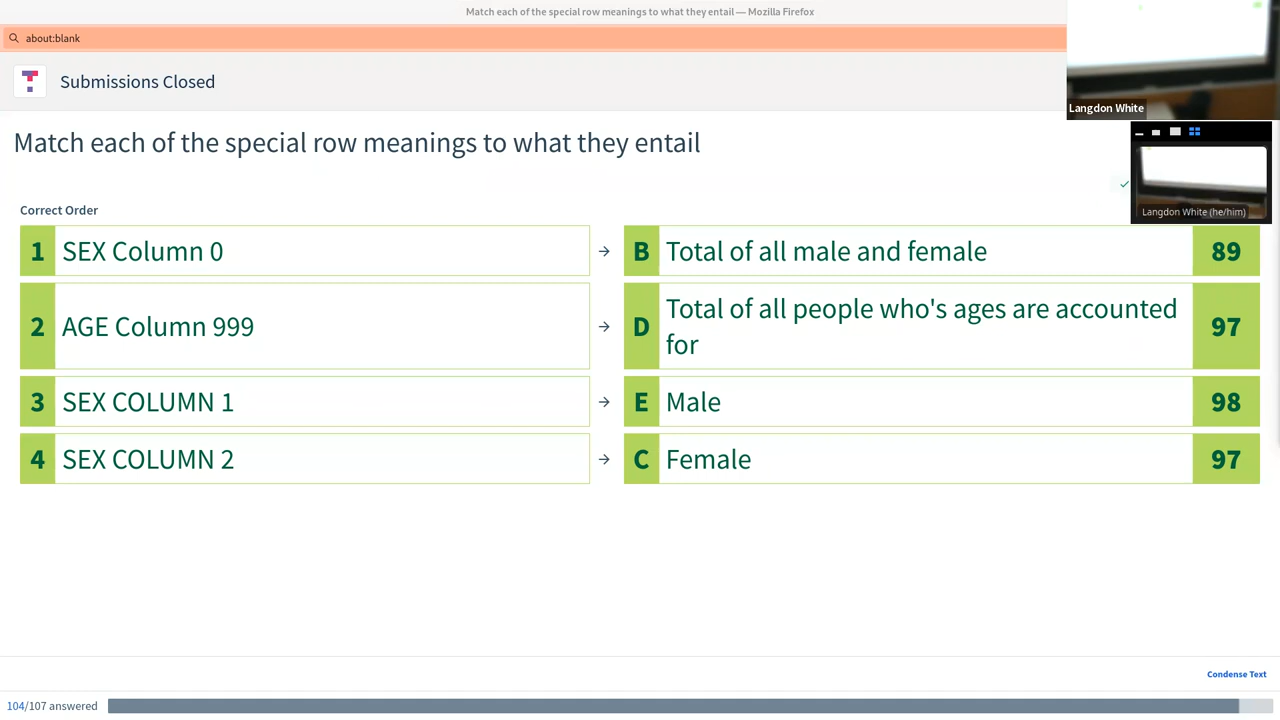 Match each of the special row meanings to what they entail — Mozilla Firefox
about:blank
Submissions Closed
Langdon White
Match each of the special row meanings to what they entail
Langdon White (he/him)
Correct Order
1 SEX Column 0 → B Total of all male and female 89
2 AGE Column 999 → D Total of all people who's ages are accounted
for 97
3 SEX COLUMN 1 → E Male 98
4 SEX COLUMN 2 → C Female 97
Condense Text
104/107 answered